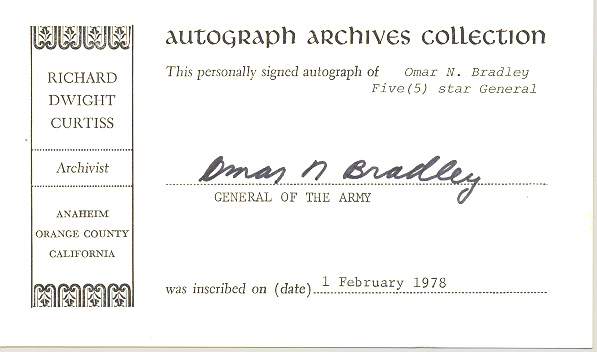 RICHARD
DWIGHT
CURTISS
Archivist
ANAHEIM
ORANGE COUNTY
CALIFORNIA
autograph archives collection
This personally signed autograph of Omar N. Bradley
Five(5) star General
Omar N Bradley
GENERAL OF THE ARMY
was inscribed on (date) 1 February 1978